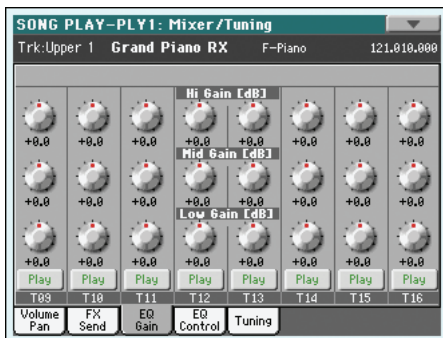 SONG PLAY-PLY1: Mixer/Tuning
Trk:Upper 1 Grand Piano RX F-Piano 121.010.000
Hi Gain [dB]
+0.0 +0.0 +0.0 +0.0 +0.0 +0.0 +0.0 +0.0
Mid Gain [dB]
+0.0 +0.0 +0.0 +0.0 +0.0 +0.0 +0.0 +0.0
Low Gain [dB]
+0.0 +0.0 +0.0 +0.0 +0.0 +0.0 +0.0 +0.0
Play Play Play Play Play Play Play Play
T09 T10 T11 T12 T13 T14 T15 T16
Volume Pan FX Send EQ Gain EQ Control Tuning